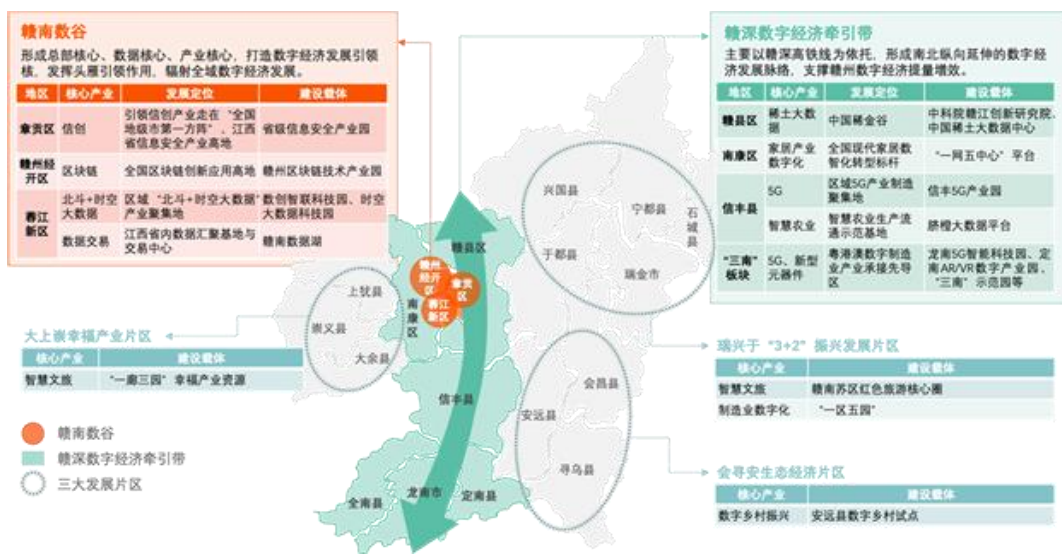 赣南数谷
形成总部核心、数据核心、产业核心，打造数字经济发展引领
核，发挥头雁引领作用，辐射全域数字经济发展。
地区 核心产业 发展定位 建设载体
章贡区 信创 引领信创产业走在“全国地级市第一方阵”、江西省信息安全产业高地 省级信息安全产业园
赣州经开区 区块链 全国区块链创新应用高地 赣州区块链技术产业园
蓉江新区 北斗+时空大数据 区域“北斗+时空大数据”产业聚集地 数创智联科技园、时空大数据科技园
数据交易 江西省内数据汇聚基地与交易中心 赣南数据湖
赣深数字经济牵引带
主要以赣深高铁线为依托，形成南北纵向延伸的数字经
济发展脉络，支撑赣州数字经济提量增效。
地区 核心产业 发展定位 建设载体
赣县区 稀土大数据 中国稀金谷 中科院赣江创新研究院、中国稀土大数据中心
南康区 家居产业数字化 全国现代家居数智化转型标杆 “一网五中心”平台
信丰县 5G 区域5G产业制造聚集地 信丰5G产业园
智慧农业 智慧农业生产流通示范基地 脐橙大数据平台
“三南”板块 5G、新型元器件 粤港澳数字制造业产业承接先导区 龙南5G智能科技园、定南AR/VR数字产业园、“三南”示范园等
兴国县
宁都县
石城县
于都县
瑞金市
赣县区
赣州经开区
章贡区
蓉江新区
南康区
上犹县
崇义县
大余县
信丰县
会昌县
安远县
寻乌县
全南县
龙南市
定南县
大上崇幸福产业片区
核心产业 建设载体
智慧文旅 “一廊三园”幸福产业资源
瑞兴于“3+2”振兴发展片区
核心产业 建设载体
智慧文旅 赣南苏区红色旅游核心圈
制造业数字化 “一区五园”
会寻安生态经济片区
核心产业 建设载体
数字乡村振兴 安远县数字乡村试点
赣南数谷
赣深数字经济牵引带
三大发展片区